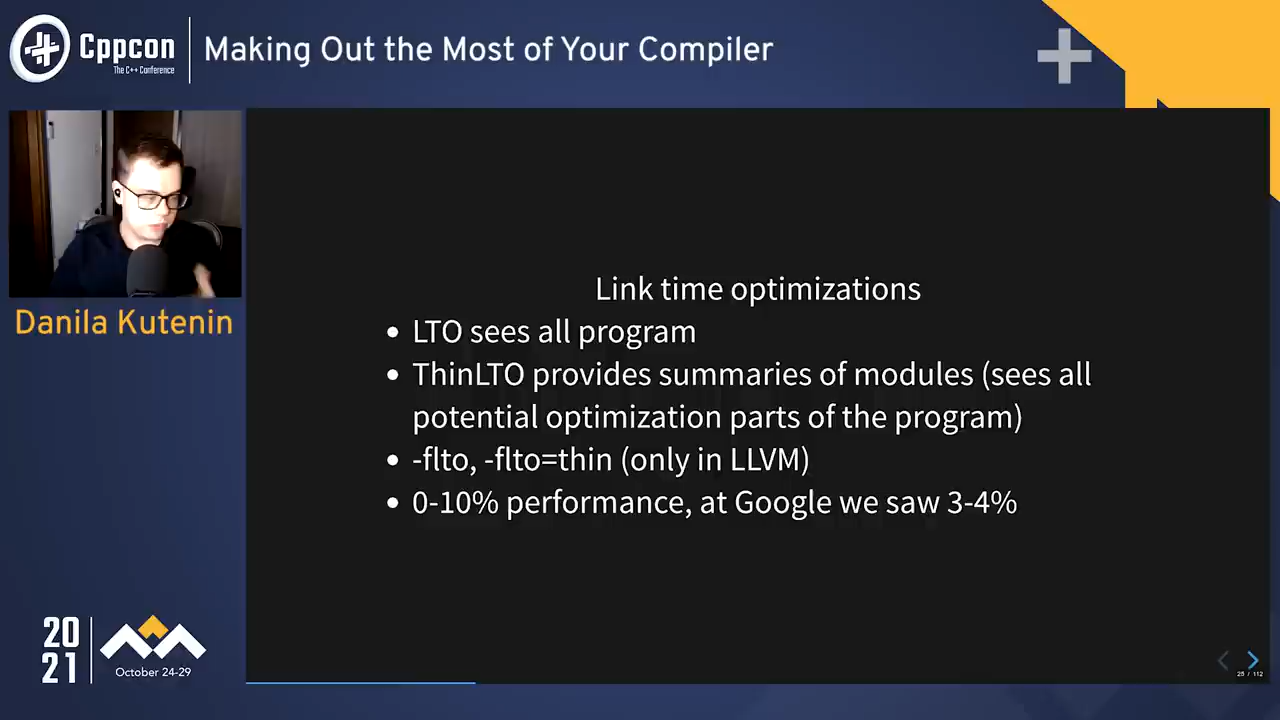 Cppcon
The C++ Conference
Making Out the Most of Your Compiler
Danila Kutenin
Link time optimizations
• LTO sees all program
• ThinLTO provides summaries of modules (sees all
potential optimization parts of the program)
• -flto, -flto=thin (only in LLVM)
• 0-10% performance, at Google we saw 3-4%
20
21
October 24-29
25 / 112